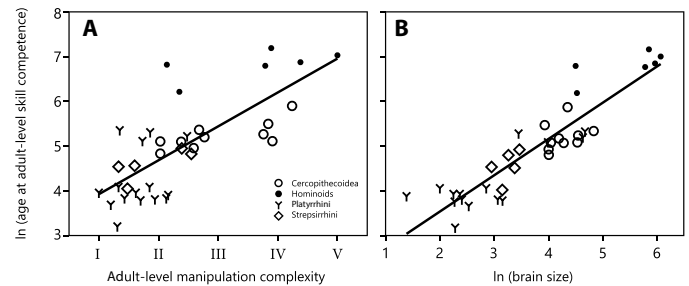 A
B
ln (age at adult-level skill competence)
8
7
6
5
4
3
Cercopithecoidea
Hominoids
Platyrrhini
Strepsirrhini
I II III IV V
1 2 3 4 5 6
Adult-level manipulation complexity
ln (brain size)